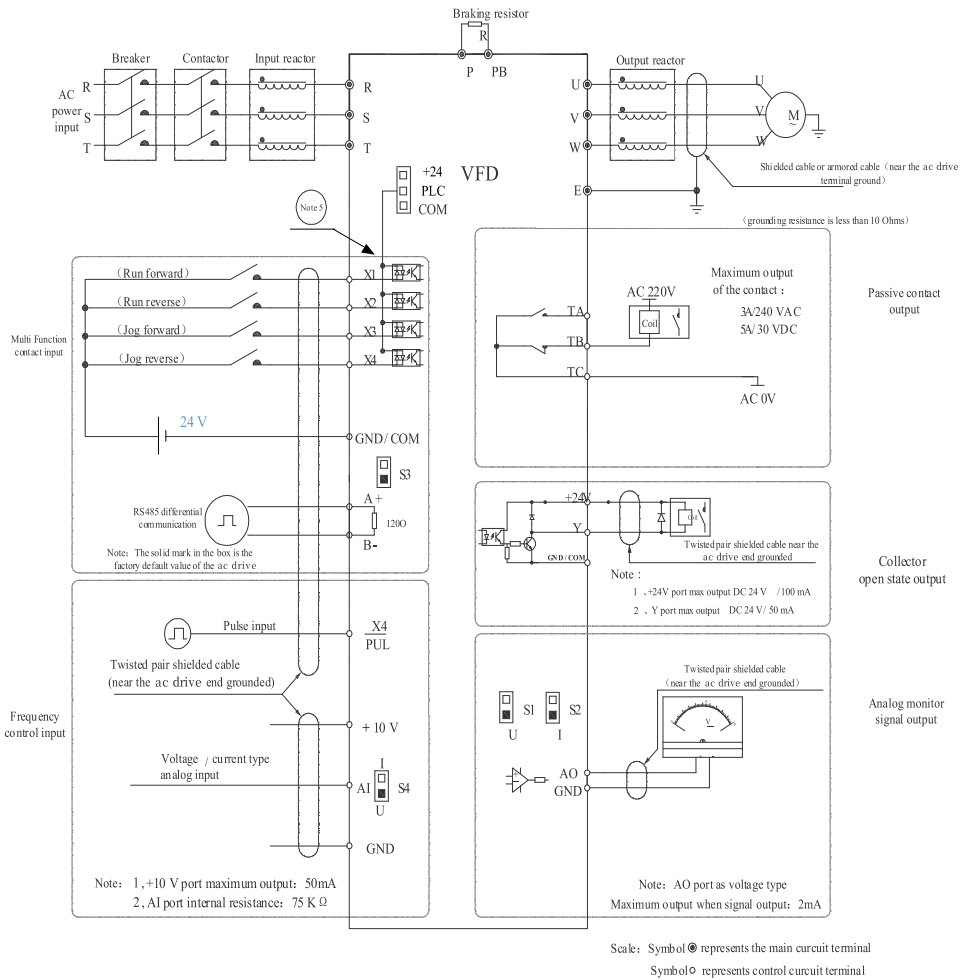 Braking resistor
R
P PB
Breaker Contactor Input reactor
Output reactor
AC
power
input
R
S
T
R
S
T
U
V
W
U
V
W
M
~
E
Shielded cable or armored cable（near the ac drive
terminal ground）
(grounding resistance is less than 10 Ohms）
+24
PLC
COM
VFD
Note 5
Multi Function
contact input
（Run forward）
（Run reverse）
（Jog forward）
（Jog reverse）
X1
X2
X3
X4
24 V
GND/COM
S3
A +
120Ω
B-
RS485 differential
communication
Note: The solid mark in the box is the
factory default value of the ac drive
TA
TB
TC
AC 220V
Coil
AC 0V
Maximum output
of the contact :
3A/240 VAC
5A/ 30 VDC
Passive contact
output
+24V
Y
GND/COM
Coil
Twisted pair shielded cable near the
ac drive end grounded
Note :
1 、+24V port max output DC 24 V /100 mA
2 、Y port max output DC 24 V/ 50 mA
Collector
open state output
Frequency
control input
Pulse input
X4
PUL
Twisted pair shielded cable
(near the ac drive end grounded）
+ 10 V
Voltage / current type
analog input
I
AI
S4
U
GND
Note: 1 , +10 V port maximum output: 50mA
2 , AI port internal resistance: 75 K Ω
Twisted pair shielded cable
（near the ac drive end grounded）
S1
U
S2
I
V
- +
AO
GND
Analog monitor
signal output
Note: AO port as voltage type
Maximum output when signal output: 2mA
Scale: Symbol represents the main curcuit terminal
Symbol represents control curcuit terminal